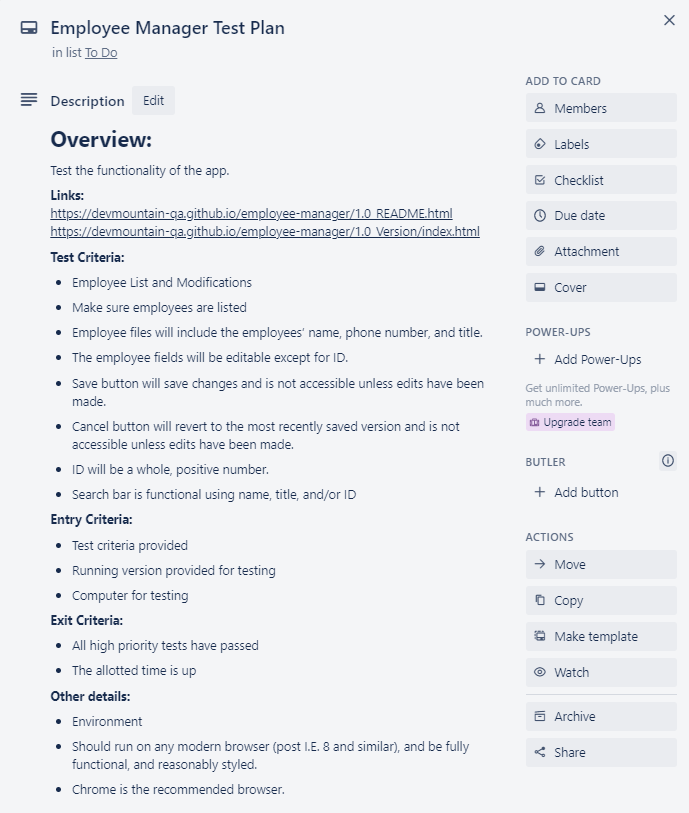 Employee Manager Test Plan
in list To Do
Description Edit
Overview:
Test the functionality of the app.
Links:
https://devmountain-qa.github.io/employee-manager/1.0_README.html
https://devmountain-qa.github.io/employee-manager/1.0_Version/index.html
Test Criteria:
• Employee List and Modifications
• Make sure employees are listed
• Employee files will include the employees' name, phone number, and title.
• The employee fields will be editable except for ID.
• Save button will save changes and is not accessible unless edits have been
made.
• Cancel button will revert to the most recently saved version and is not
accessible unless edits have been made.
• ID will be a whole, positive number.
• Search bar is functional using name, title, and/or ID
Entry Criteria:
• Test criteria provided
• Running version provided for testing
• Computer for testing
Exit Criteria:
• All high priority tests have passed
• The allotted time is up
Other details:
• Environment
• Should run on any modern browser (post I.E. 8 and similar), and be fully
functional, and reasonably styled.
• Chrome is the recommended browser.
ADD TO CARD
Members
Labels
Checklist
Due date
Attachment
Cover
POWER-UPS
+ Add Power-Ups
Get unlimited Power-Ups, plus
much more.
Upgrade team
BUTLER
+ Add button
ACTIONS
Move
Copy
Make template
Watch
Archive
Share